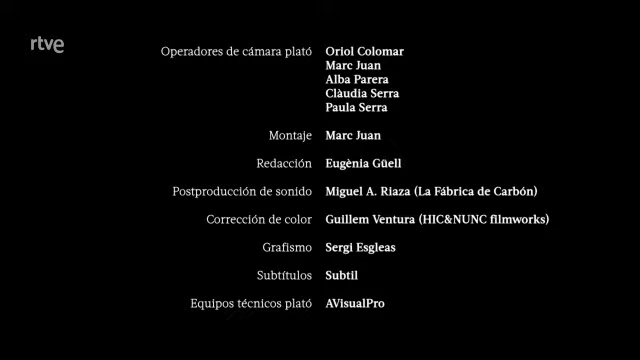 rtve
Operadores de cámara plató Oriol Colomar
Marc Juan
Alba Parera
Clàudia Serra
Paula Serra
Montaje Marc Juan
Redacción Eugènia Güell
Postproducción de sonido Miguel A. Riaza (La Fábrica de Carbón)
Corrección de color Guillem Ventura (HIC&NUNC filmworks)
Grafismo Sergi Esgleas
Subtítulos Subtil
Equipos técnicos plató AVisualPro